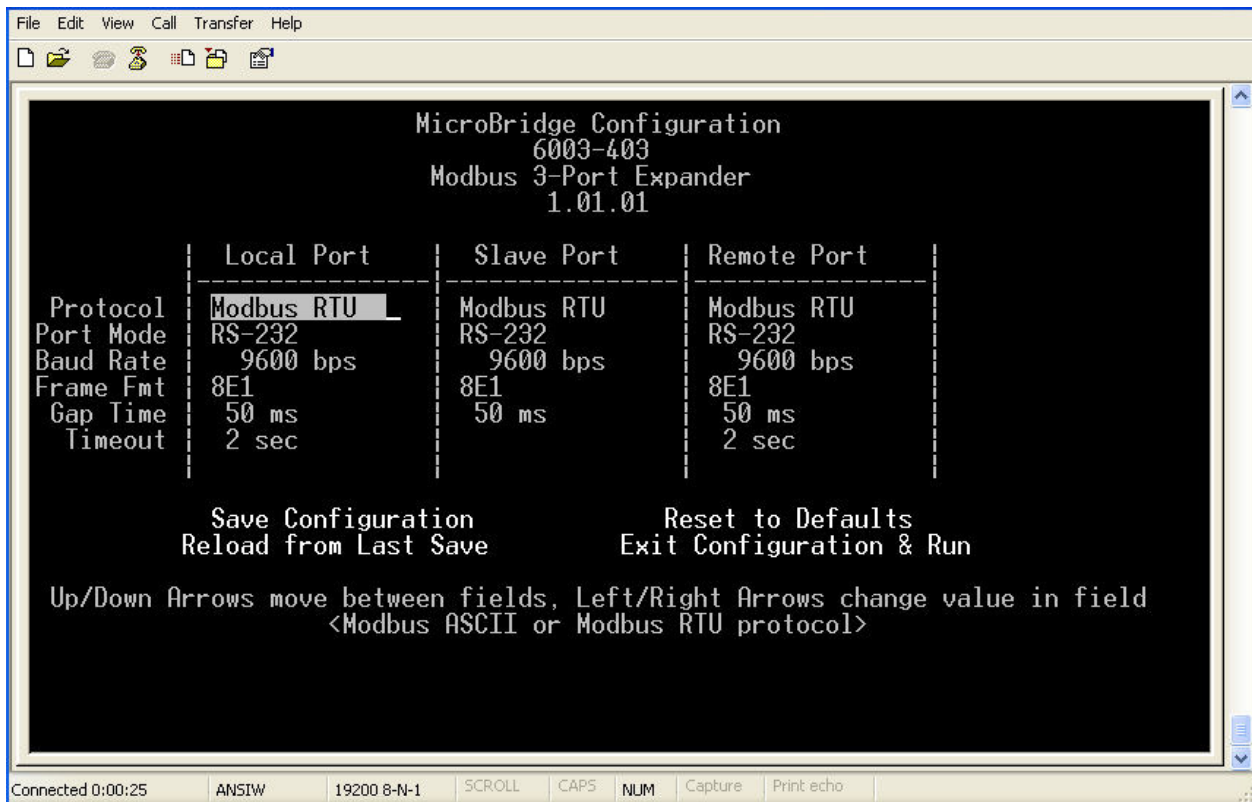 File Edit View Call Transfer Help
MicroBridge Configuration
6003-403
Modbus 3-Port Expander
1.01.01
Local Port Slave Port Remote Port
Protocol Modbus RTU Modbus RTU Modbus RTU
Port Mode RS-232 RS-232 RS-232
Baud Rate 9600 bps 9600 bps 9600 bps
Frame Fmt 8E1 8E1 8E1
Gap Time 50 ms 50 ms 50 ms
Timeout 2 sec 2 sec
Save Configuration Reset to Defaults
Reload from Last Save Exit Configuration & Run
Up/Down Arrows move between fields, Left/Right Arrows change value in field
<Modbus ASCII or Modbus RTU protocol>
Connected 0:00:25 ANSIW 19200 8-N-1 SCROLL CAPS NUM Capture Print echo